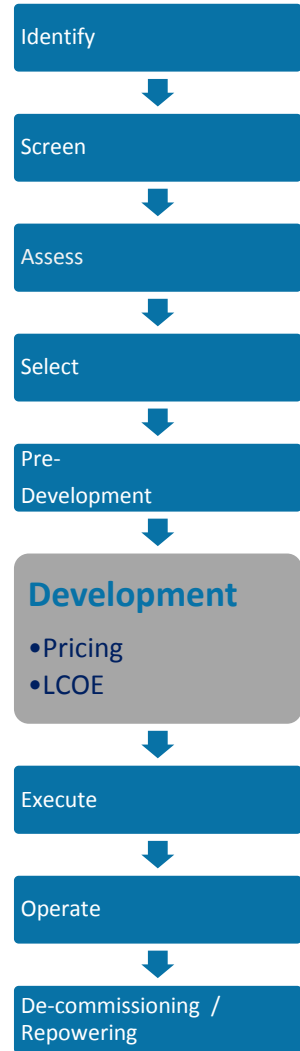 Identify
Screen
Assess
Select
Pre-
Development
Development
•Pricing
•LCOE
Execute
Operate
De-commissioning /
Repowering